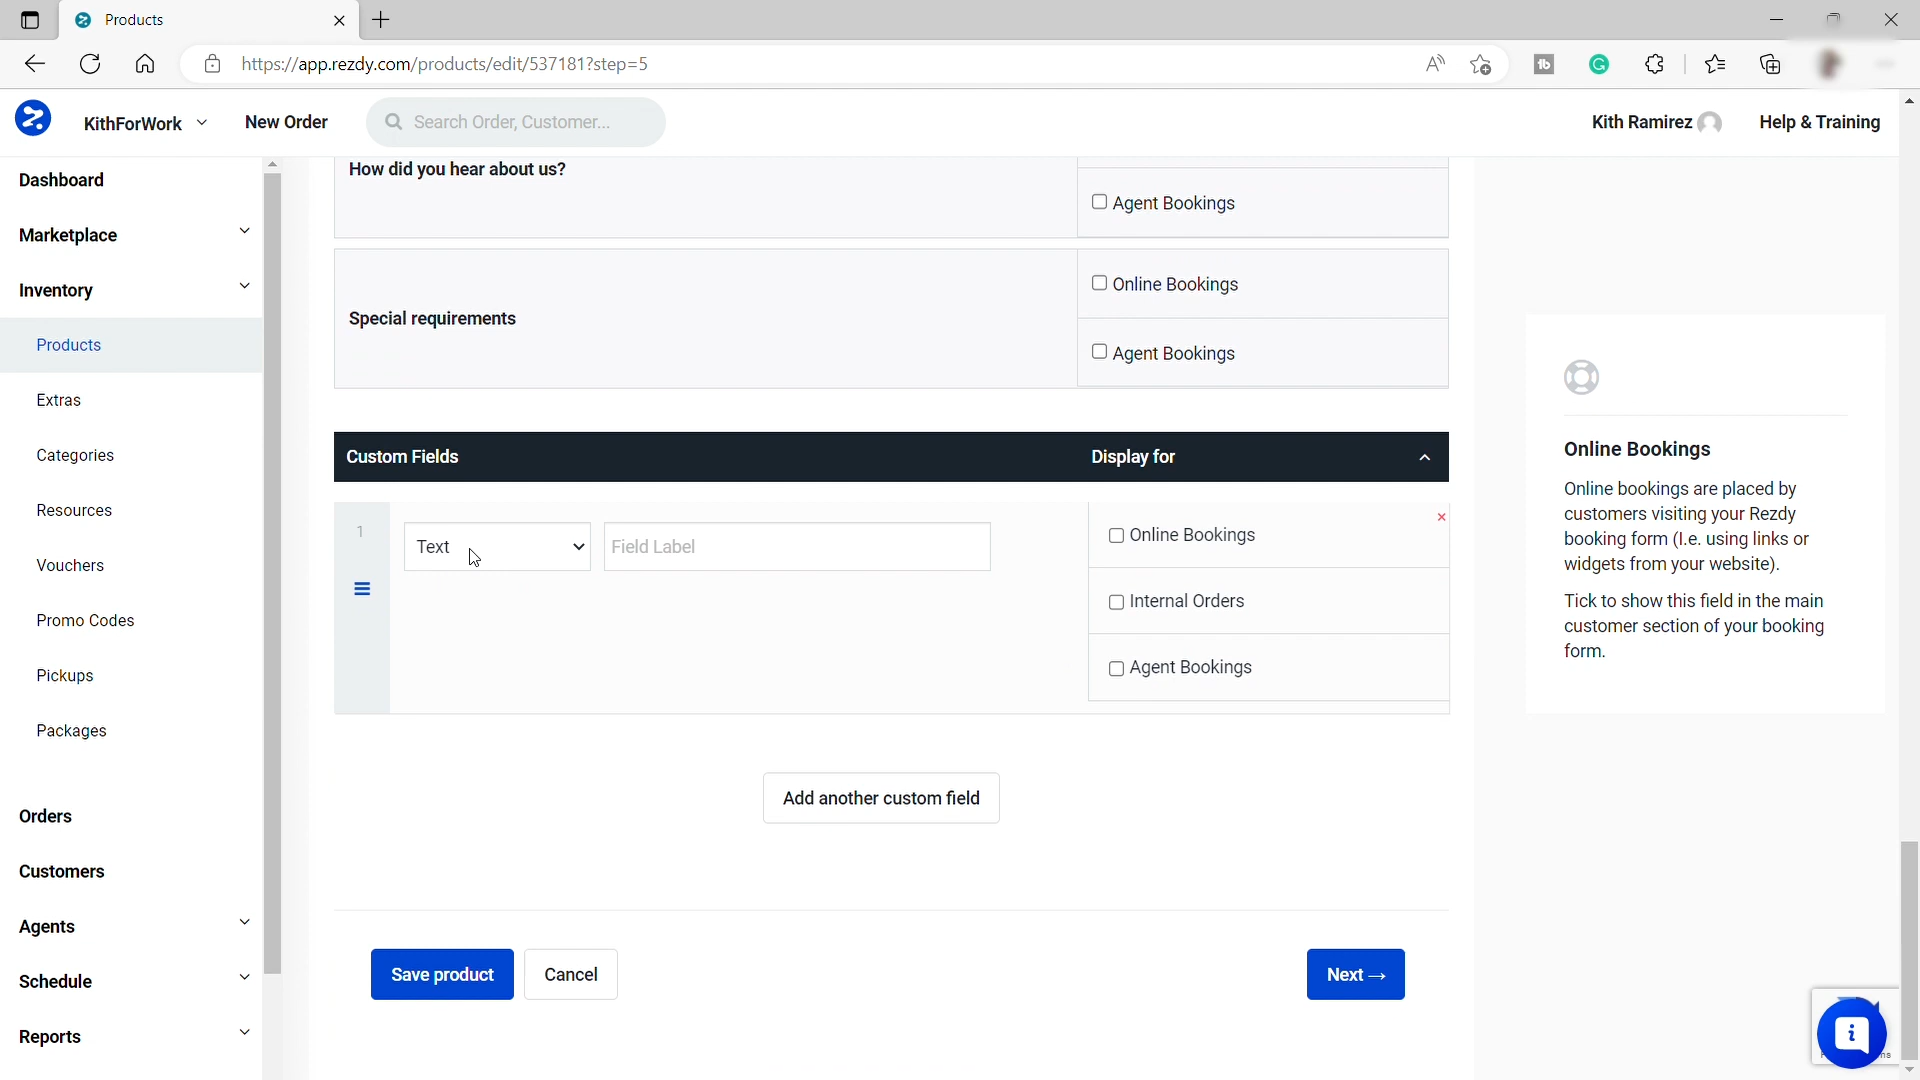 Products
https://app.rezdy.com/products/edit/537181?step=5
KithForWork
New Order
Search Order, Customer...
Kith Ramirez
Help & Training
Dashboard
Marketplace
Inventory
Products
Extras
Categories
Resources
Vouchers
Promo Codes
Pickups
Packages
Orders
Customers
Agents
Schedule
Reports
How did you hear about us?
Agent Bookings
Special requirements
Online Bookings
Agent Bookings
Custom Fields
Display for
1
Text
Field Label
Online Bookings
Internal Orders
Agent Bookings
Add another custom field
Save product
Cancel
Next →
Online Bookings
Online bookings are placed by
customers visiting your Rezdy
booking form (I.e. using links or
widgets from your website).
Tick to show this field in the main
customer section of your booking
form.